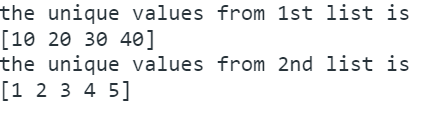 the unique values from 1st list is
[10 20 30 40]
the unique values from 2nd list is
[1 2 3 4 5]